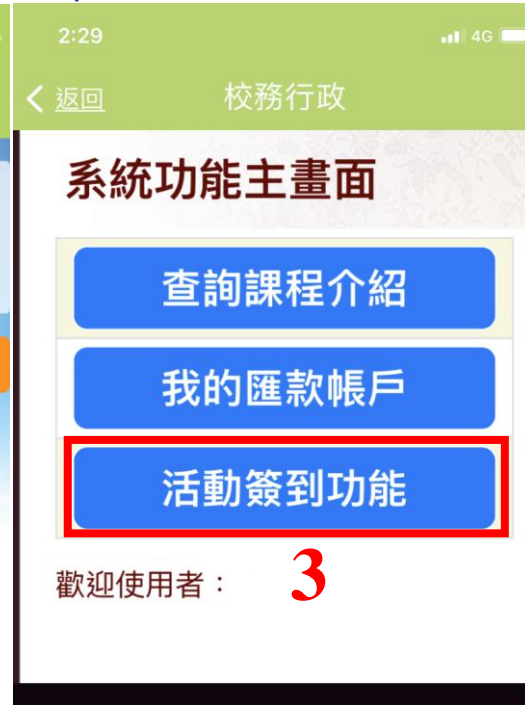 2:29 4G
返回 校務行政
系統功能主畫面
查詢課程介紹
我的匯款帳戶
活動簽到功能
歡迎使用者：
3